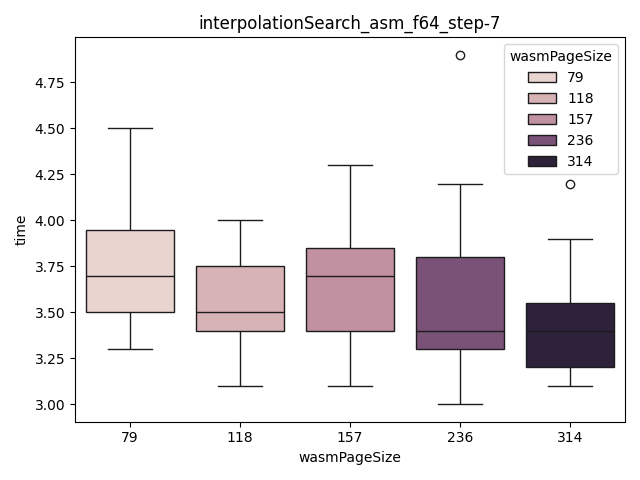 interpolationSearch_asm_f64_step-7
wasmPageSize
79
118
157
236
314
4.75
4.50
4.25
4.00
3.75
3.50
3.25
3.00
time
79 118 157 236 314
wasmPageSize